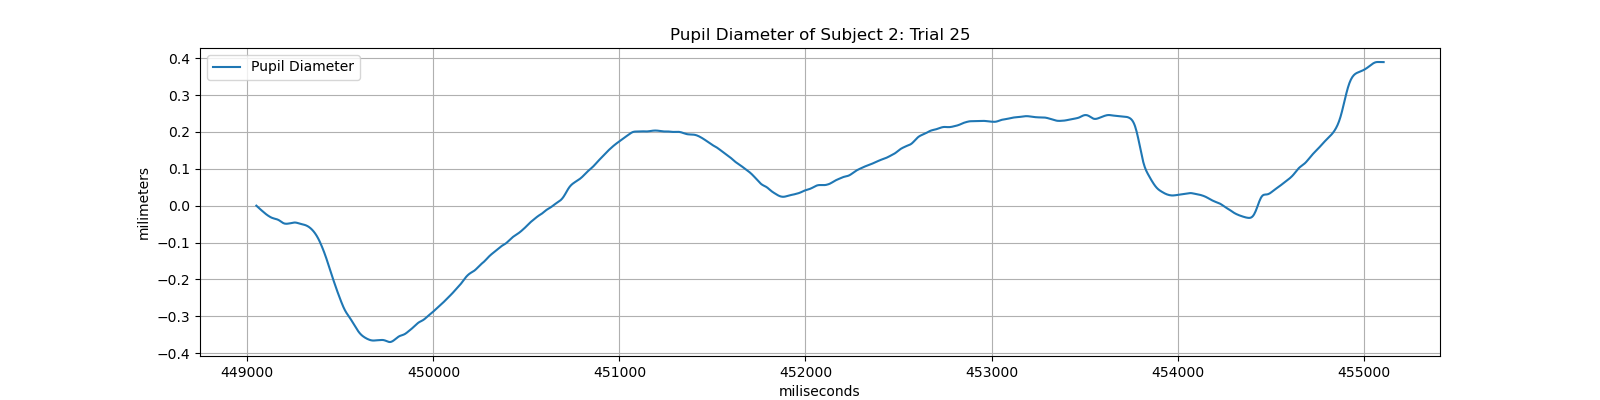 Pupil Diameter of Subject 2: Trial 25
Pupil Diameter
milimeters
0.4
0.3
0.2
0.1
0.0
−0.1
−0.2
−0.3
−0.4
449000 450000 451000 452000 453000 454000 455000
miliseconds